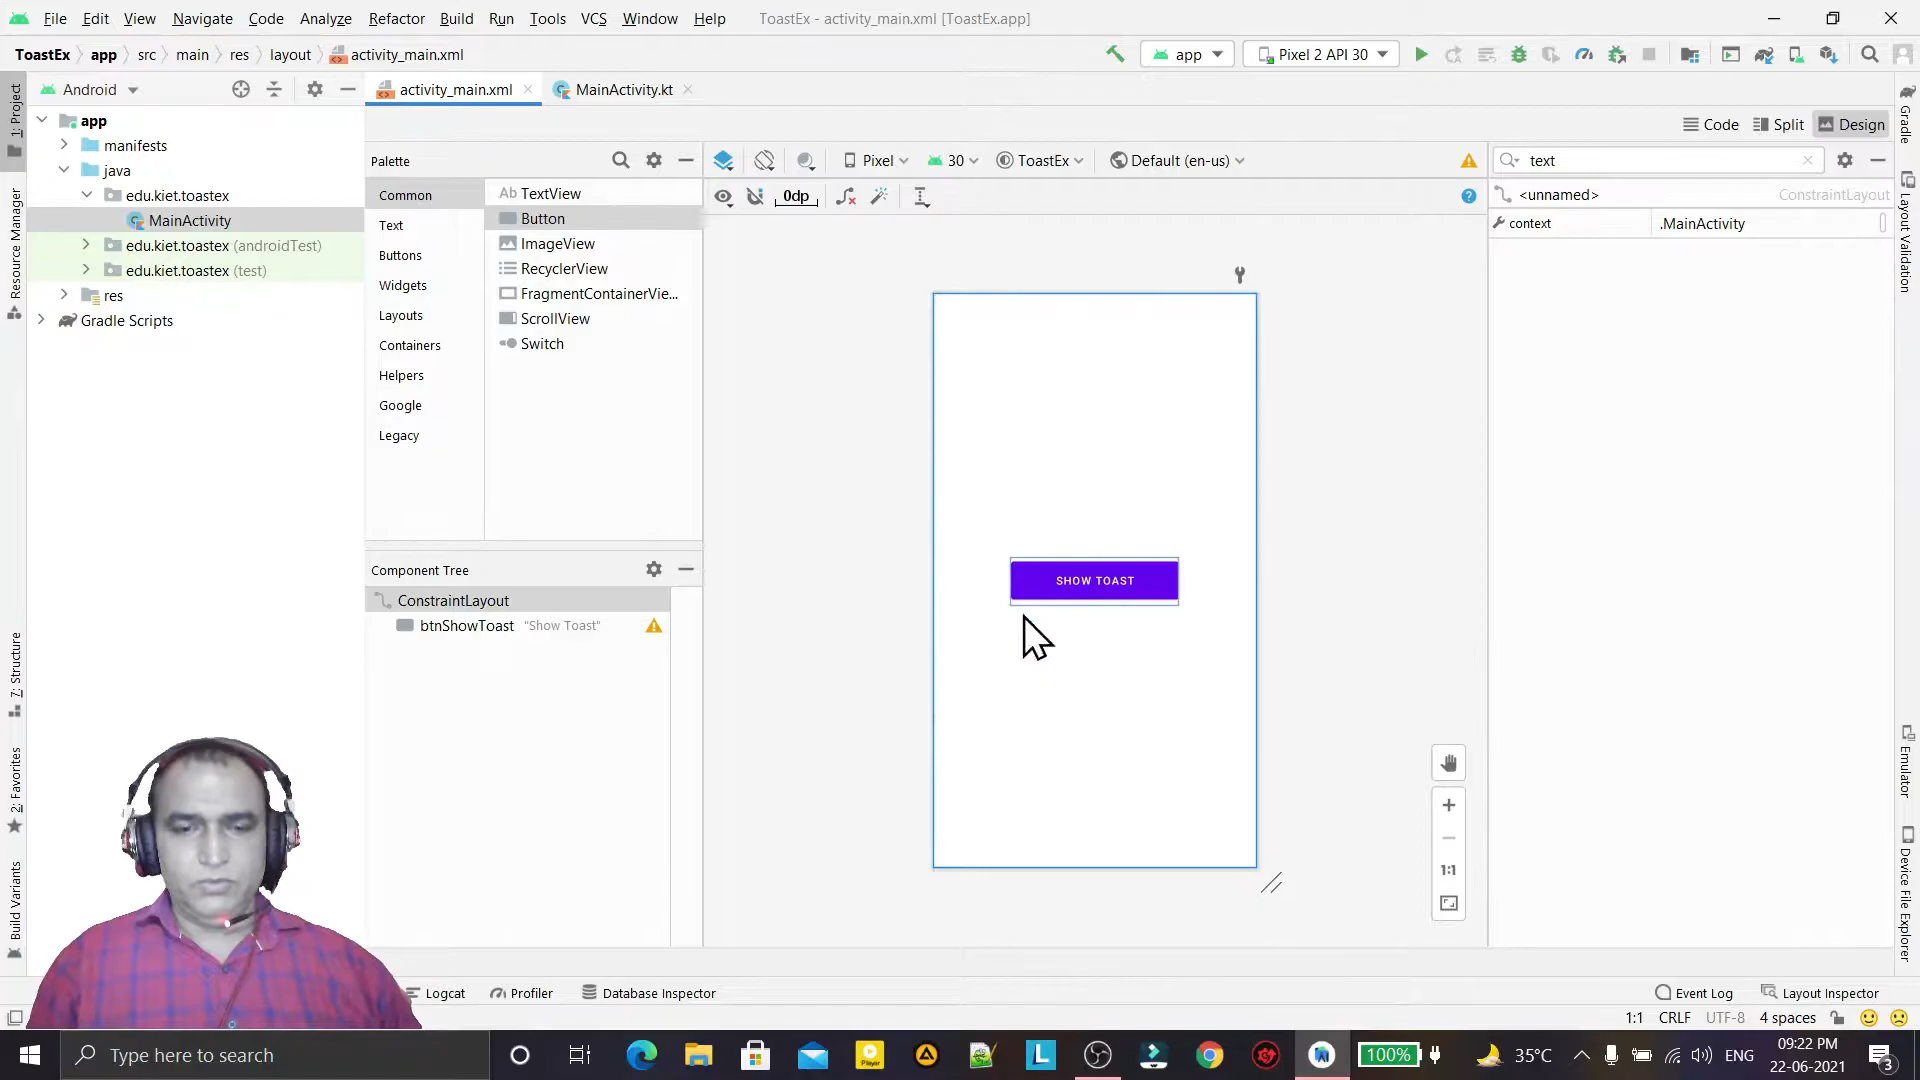 File Edit View Navigate Code Analyze Refactor Build Run Tools VCS Window Help ToastEx - activity_main.xml [ToastEx.app]
ToastEx app src main res layout activity_main.xml app Pixel 2 API 30
1: Project
Resource Manager
7: Structure
2: Favorites
Build Variants
Android
app
manifests
java
edu.kiet.toastex
MainActivity
edu.kiet.toastex (androidTest)
edu.kiet.toastex (test)
res
Gradle Scripts
activity_main.xml MainActivity.kt
Code Split Design
Palette
Common
Text
Buttons
Widgets
Layouts
Containers
Helpers
Google
Legacy
Ab TextView
Button
ImageView
RecyclerView
FragmentContainerVie...
ScrollView
Switch
Component Tree
ConstraintLayout
btnShowToast "Show Toast"
Pixel 30 ToastEx Default (en-us)
0dp
SHOW TOAST
1:1
text
<unnamed> ConstraintLayout
context .MainActivity
Gradle
Layout Validation
Emulator
Device File Explorer
Logcat Profiler Database Inspector Event Log Layout Inspector
1:1 CRLF UTF-8 4 spaces
Type here to search
Player
L
100%
35°C
ENG
09:22 PM
22-06-2021
3